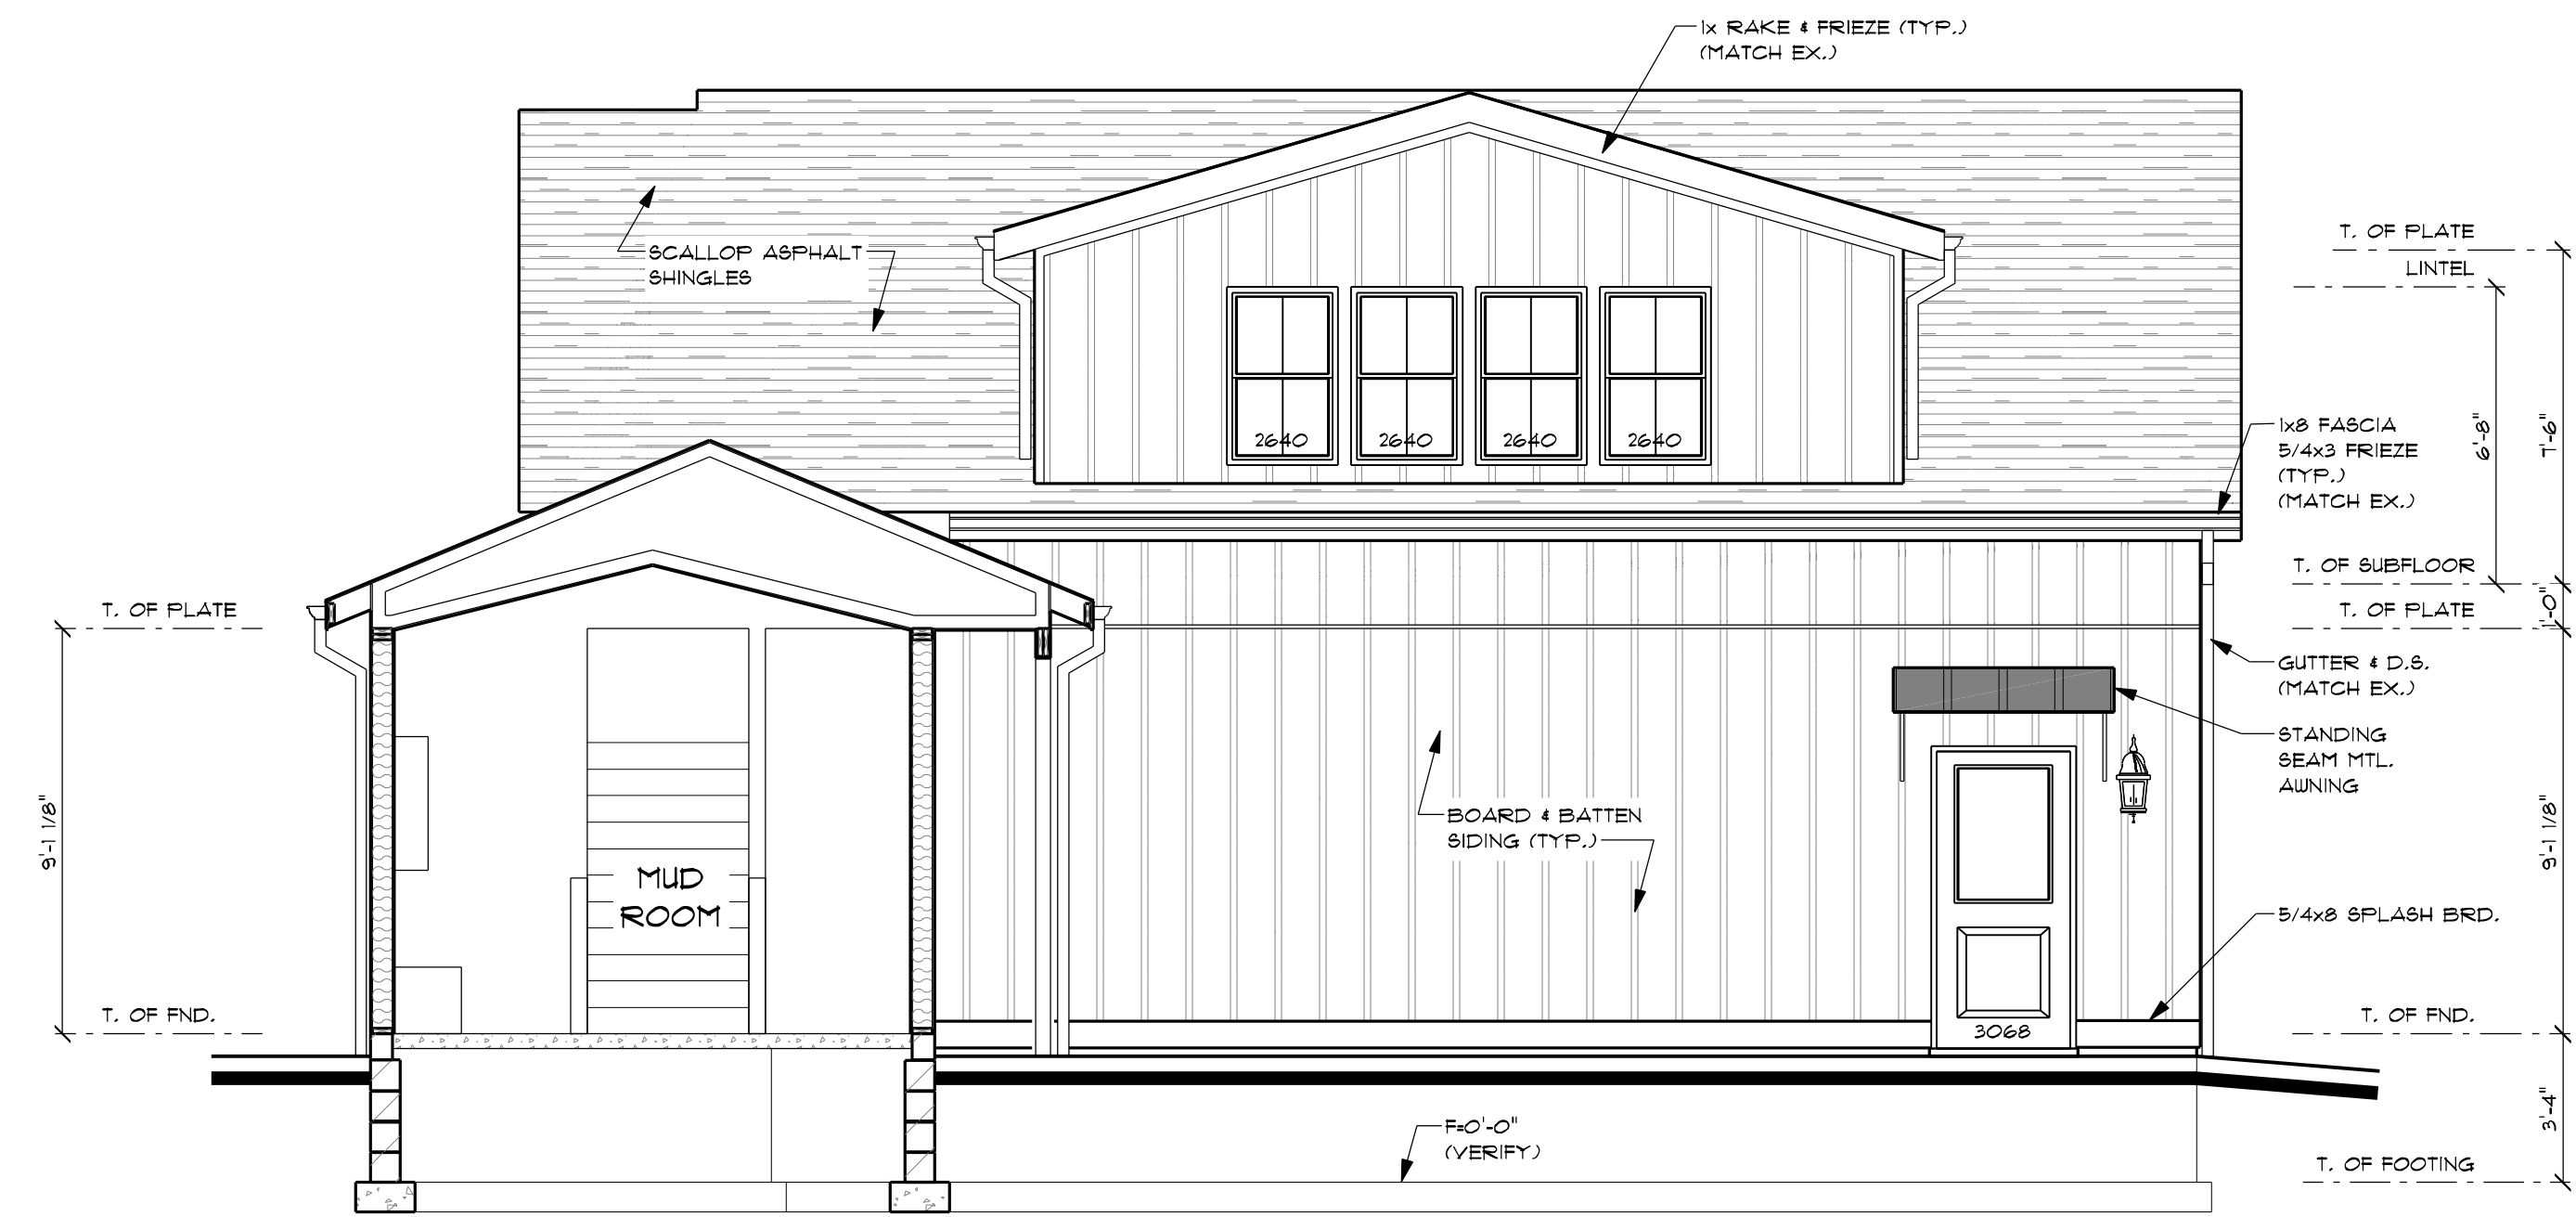 1x RAKE & FRIEZE (TYP.)
(MATCH EX.)
SCALLOP ASPHALT
SHINGLES
T. OF PLATE
LINTEL
2640
2640
2640
2640
6'-8"
7'-6"
1x8 FASCIA
5/4x3 FRIEZE
(TYP.)
(MATCH EX.)
T. OF SUBFLOOR
T. OF PLATE
1'-0"
T. OF PLATE
GUTTER & D.S.
(MATCH EX.)
STANDING
SEAM MTL.
AWNING
BOARD & BATTEN
SIDING (TYP.)
9'-1 1/8"
9'-1 1/8"
MUD
ROOM
5/4x8 SPLASH BRD.
T. OF FND.
T. OF FND.
3068
F=0'-0"
(VERIFY)
3'-4"
T. OF FOOTING